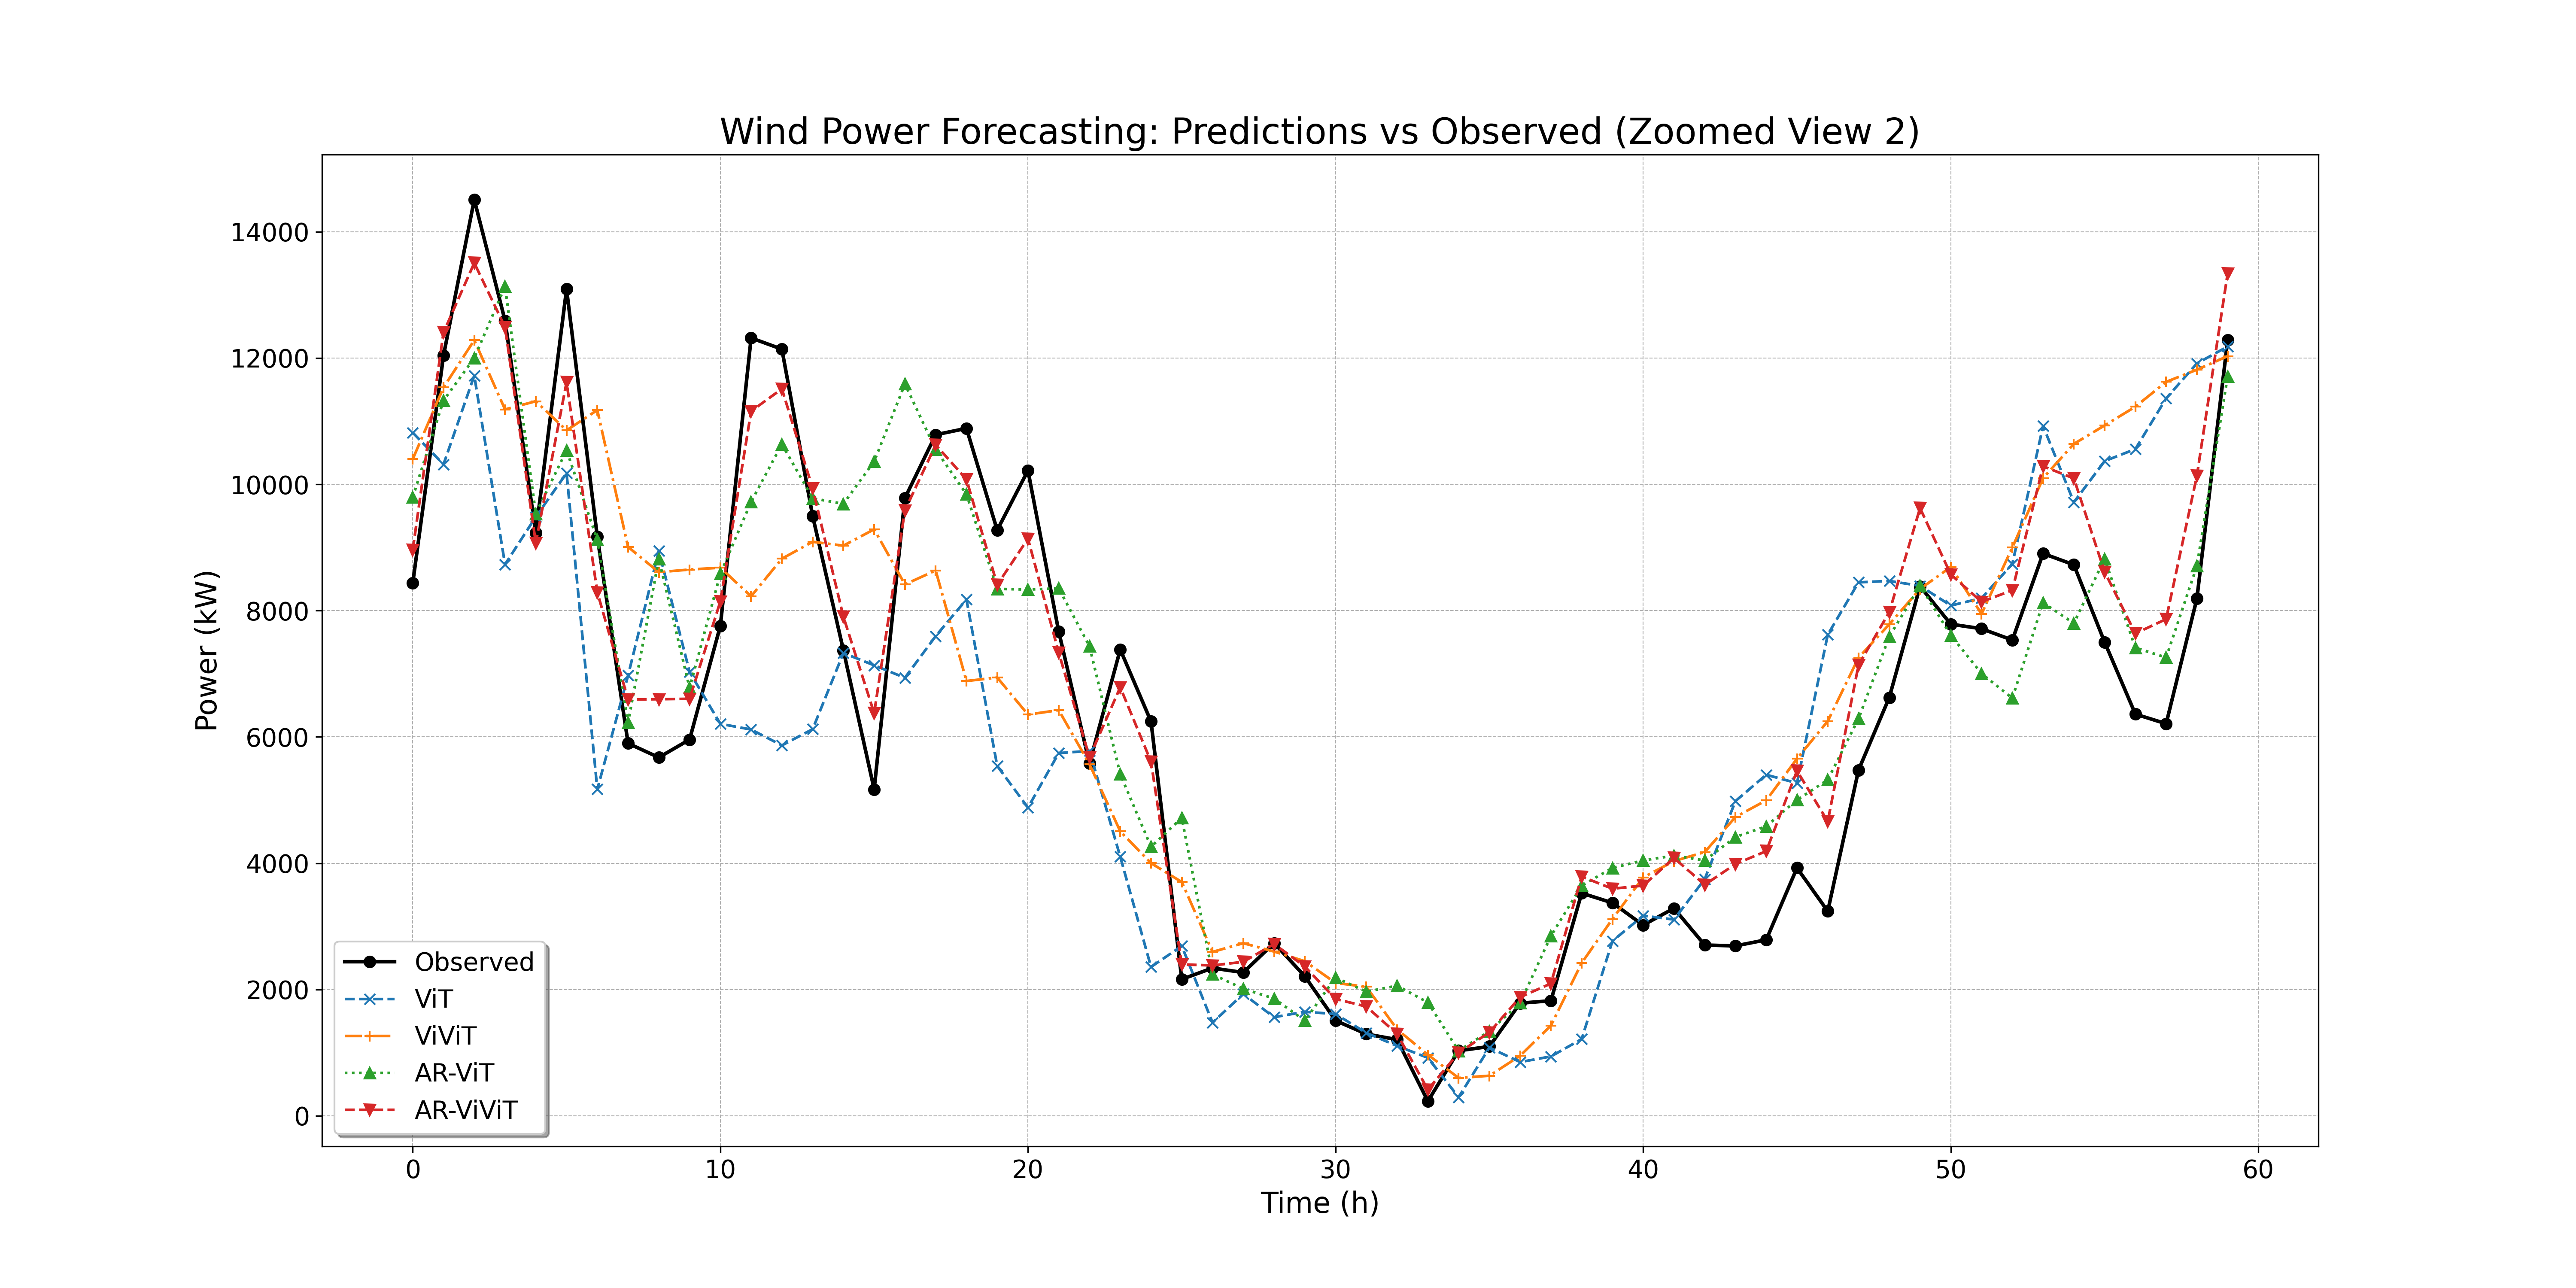 Wind Power Forecasting: Predictions vs Observed (Zoomed View 2)
Power (kW)
14000
12000
10000
8000
6000
4000
2000
0
Observed
ViT
ViViT
AR-ViT
AR-ViViT
0 10 20 30 40 50 60
Time (h)